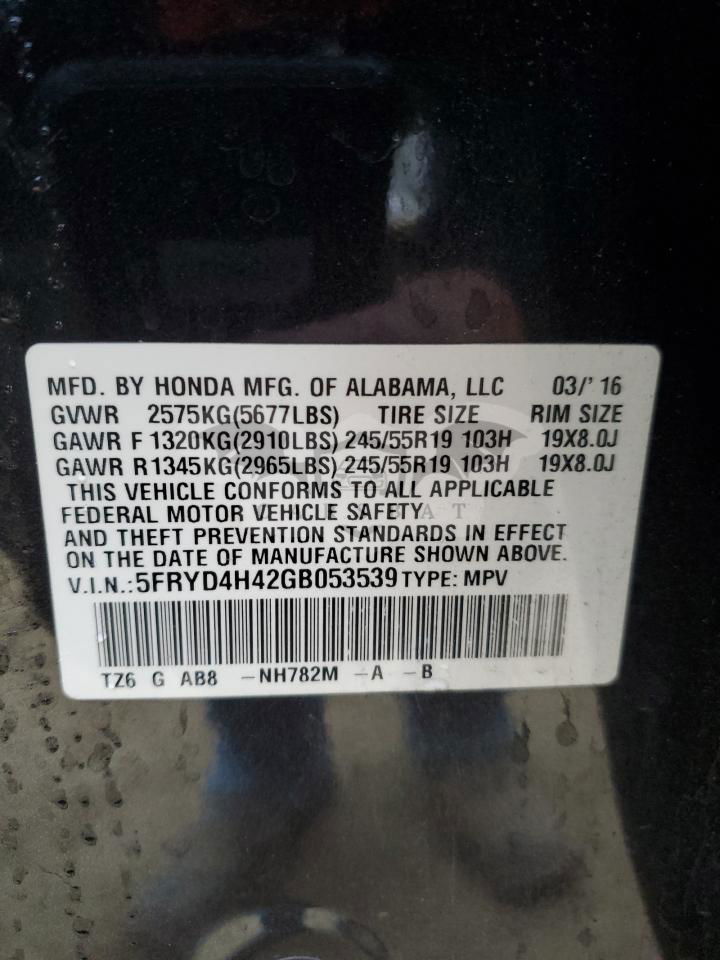 MFD. BY HONDA MFG. OF ALABAMA, LLC 03/'16
GVWR 2575KG(5677LBS) TIRE SIZE RIM SIZE
GAWR F 1320KG(2910LBS) 245/55R19 103H 19X8.0J
GAWR R 1345KG(2965LBS) 245/55R19 103H 19X8.0J
THIS VEHICLE CONFORMS TO ALL APPLICABLE
FEDERAL MOTOR VEHICLE SAFETY
AND THEFT PREVENTION STANDARDS IN EFFECT
ON THE DATE OF MANUFACTURE SHOWN ABOVE.
V.I.N.:5FRYD4H42GB053539 TYPE: MPV
TZ6 G AB8 -NH782M -A -B